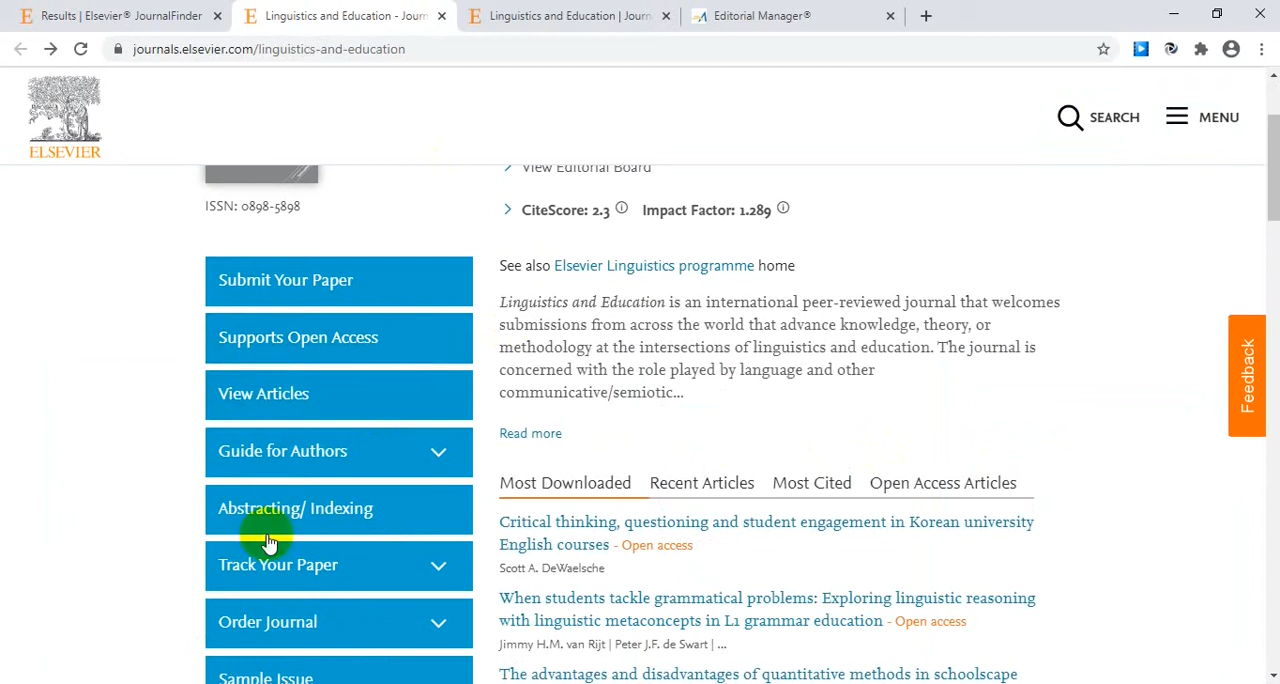 Results | Elsevier® JournalFinder
Linguistics and Education - Journ
Linguistics and Education | Journ
Editorial Manager®
journals.elsevier.com/linguistics-and-education
ELSEVIER
SEARCH
MENU
View Editorial Board
ISSN: 0898-5898
CiteScore: 2.3
Impact Factor: 1.289
Submit Your Paper
Supports Open Access
View Articles
Guide for Authors
Abstracting/ Indexing
Track Your Paper
Order Journal
Sample Issue
See also Elsevier Linguistics programme home
Linguistics and Education is an international peer-reviewed journal that welcomes
submissions from across the world that advance knowledge, theory, or
methodology at the intersections of linguistics and education. The journal is
concerned with the role played by language and other
communicative/semiotic...
Read more
Most Downloaded Recent Articles Most Cited Open Access Articles
Critical thinking, questioning and student engagement in Korean university
English courses - Open access
Scott A. DeWaelsche
When students tackle grammatical problems: Exploring linguistic reasoning
with linguistic metaconcepts in L1 grammar education - Open access
Jimmy H.M. van Rijt | Peter J.F. de Swart | ...
The advantages and disadvantages of quantitative methods in schoolscape
Feedback